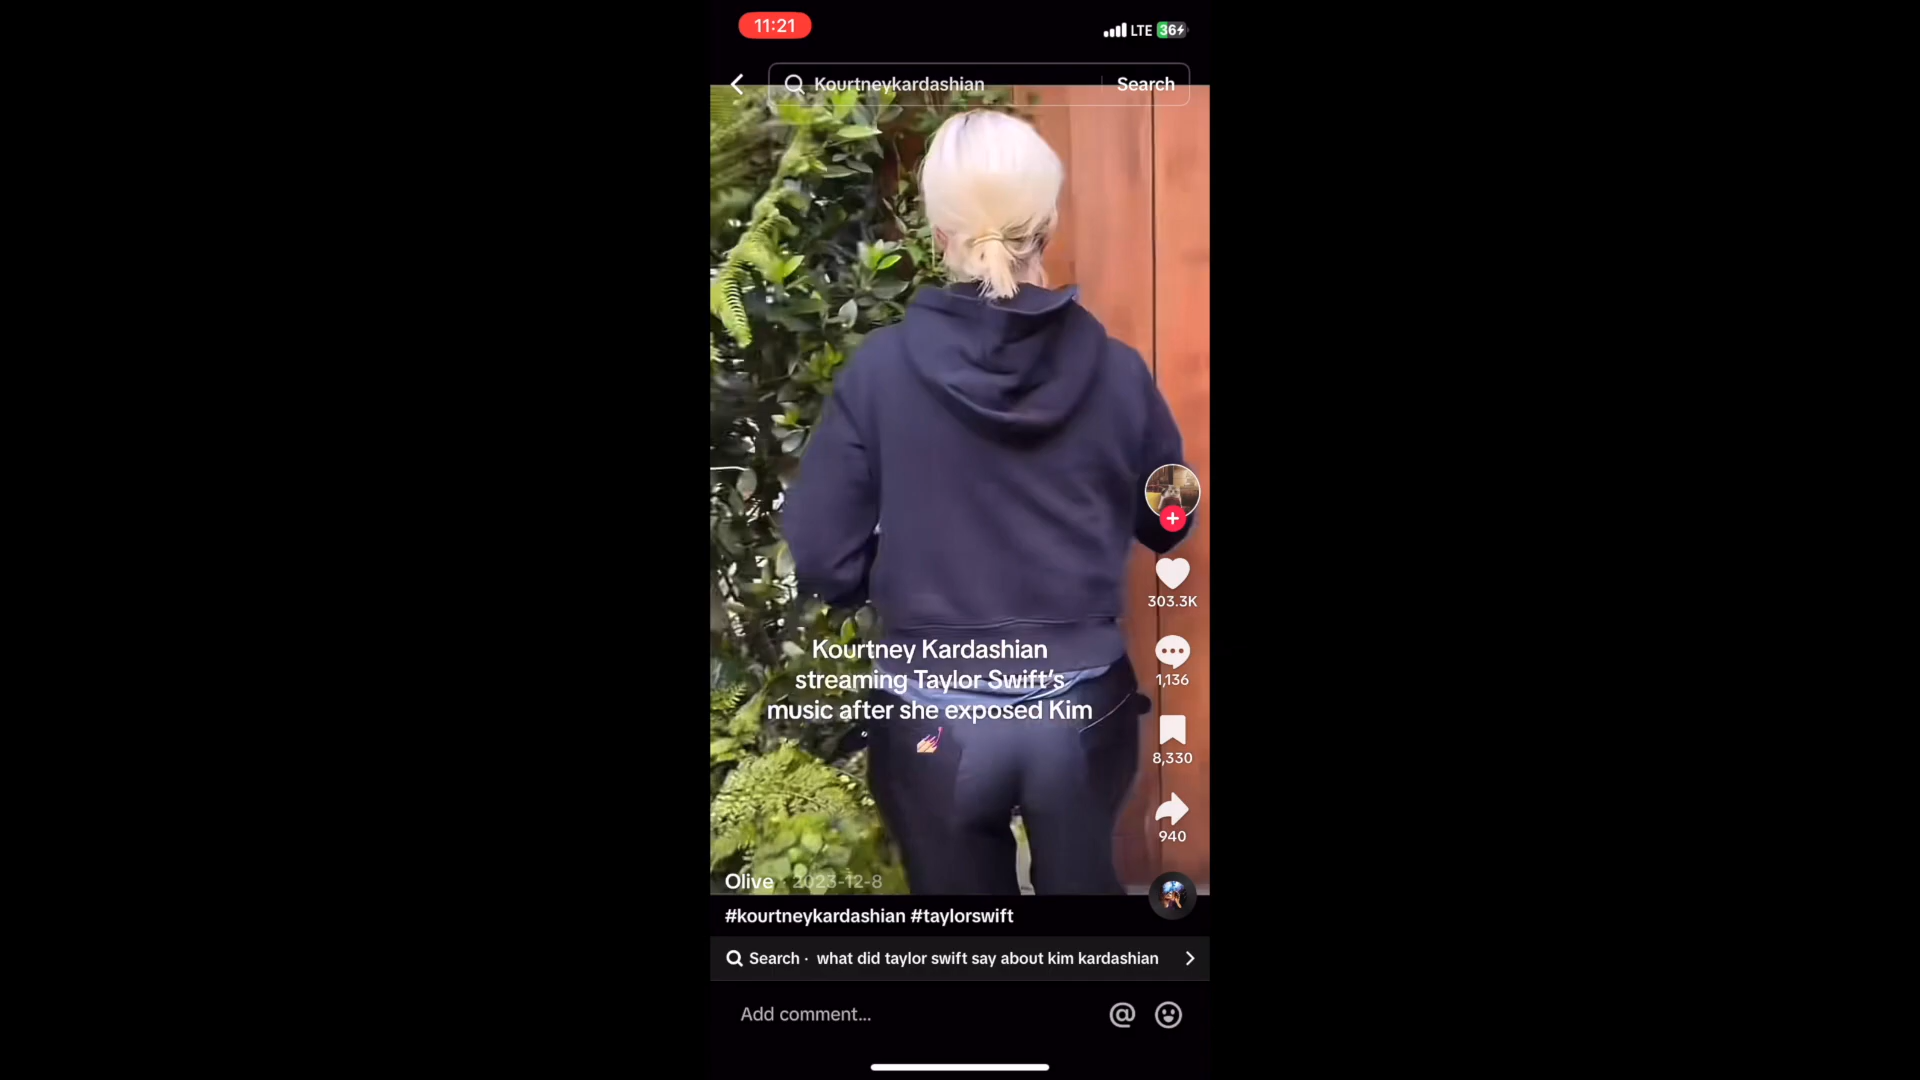 11:21
LTE 36
Kourtneykardashian
Search
Kourtney Kardashian
streaming Taylor Swift's
music after she exposed Kim
303.3K
1,136
8,330
940
Olive · 2023-12-8
#kourtneykardashian #taylorswift
Search · what did taylor swift say about kim kardashian
Add comment...